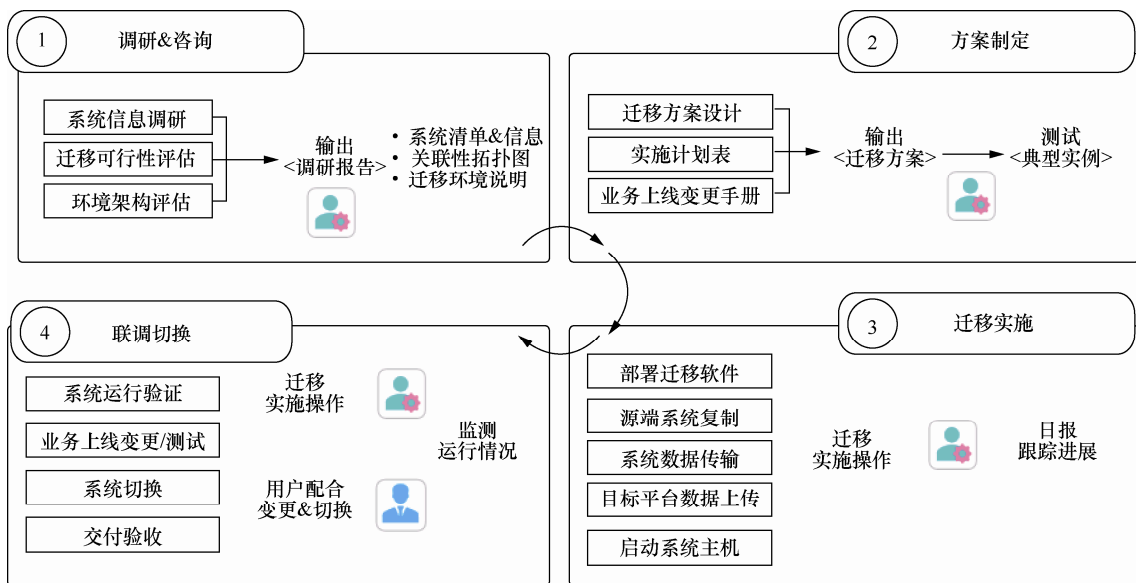 1
调研&咨询
系统信息调研
迁移可行性评估
环境架构评估
输出
<调研报告>
• 系统清单&信息
• 关联性拓扑图
• 迁移环境说明
2
方案制定
迁移方案设计
实施计划表
业务上线变更手册
输出
<迁移方案>
测试
<典型实例>
3
迁移实施
部署迁移软件
源端系统复制
系统数据传输
目标平台数据上传
启动系统主机
迁移
实施操作
日报
跟踪进展
4
联调切换
系统运行验证
业务上线变更/测试
系统切换
交付验收
迁移
实施操作
用户配合
变更&切换
监测
运行情况